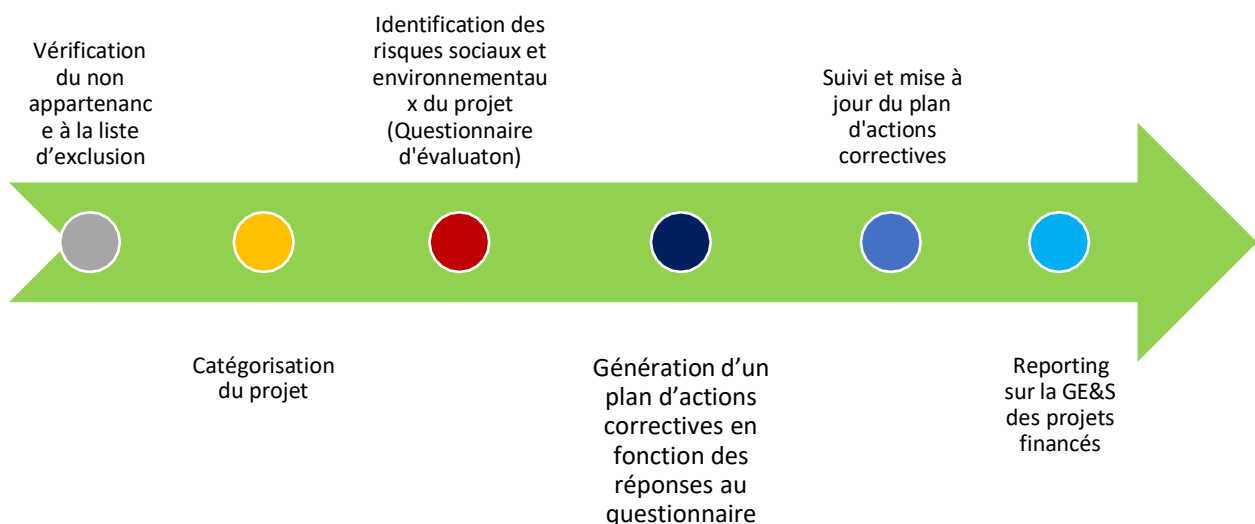 Vérification
du non
appartenanc
e à la liste
d’exclusion
Catégorisation
du projet
Identification des
risques sociaux et
environnementau
x du projet
(Questionnaire
d'évaluaton)
Génération d’un
plan d’actions
correctives en
fonction des
réponses au
questionnaire
Suivi et mise à
jour du plan
d'actions
correctives
Reporting
sur la GE&S
des projets
financés